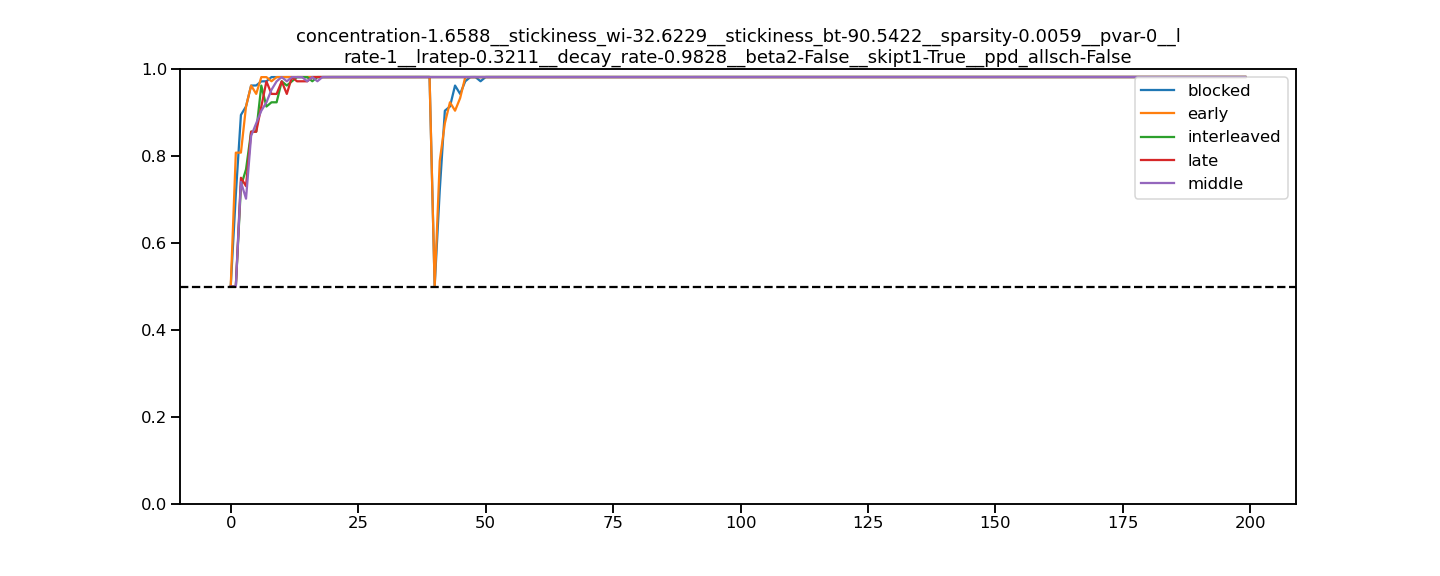 concentration-1.6588__stickiness_wi-32.6229__stickiness_bt-90.5422__sparsity-0.0059__pvar-0__l
rate-1__lratep-0.3211__decay_rate-0.9828__beta2-False__skipt1-True__ppd_allsch-False
1.0
0.8
0.6
0.4
0.2
0.0
0 25 50 75 100 125 150 175 200
blocked
early
interleaved
late
middle